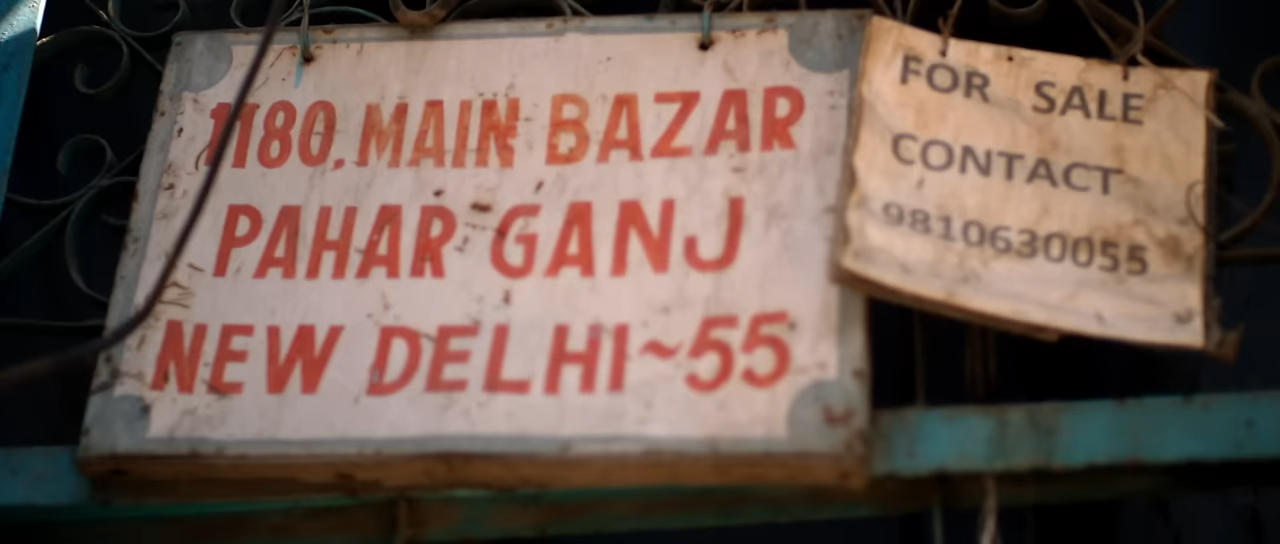 1180, MAIN BAZAR
PAHAR GANJ
NEW DELHI~55
FOR SALE
CONTACT
9810630055